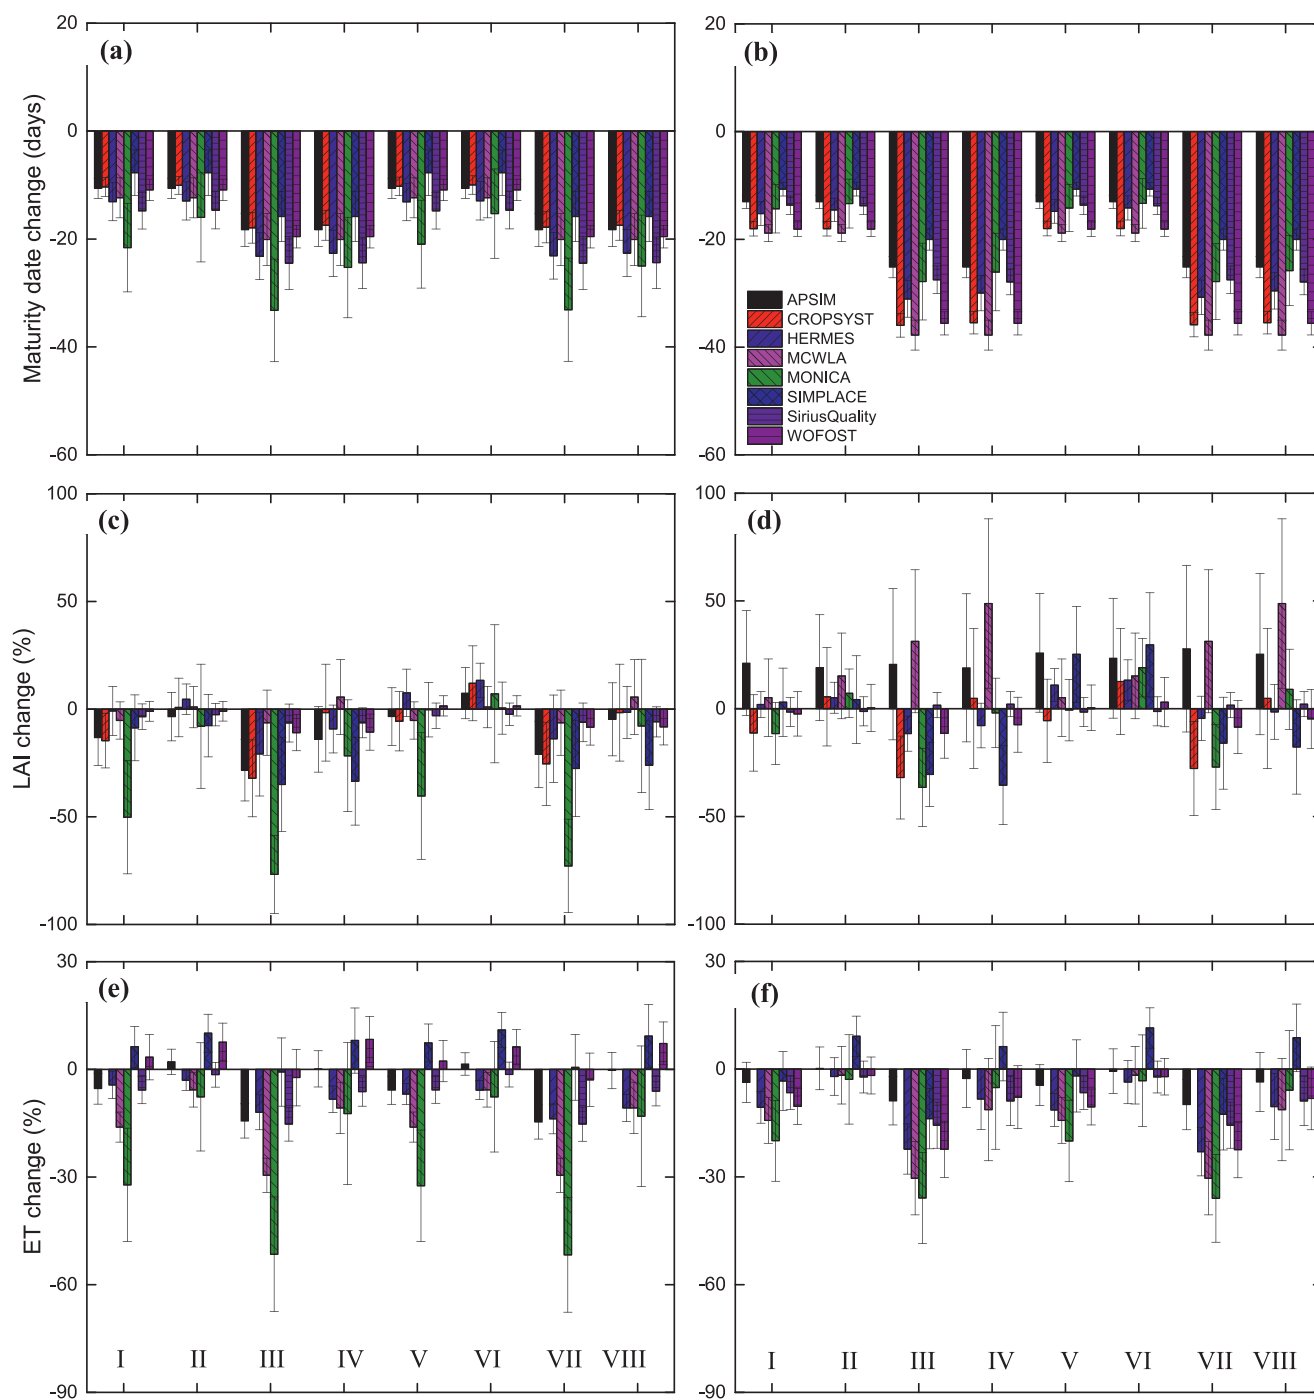 20
(a)
0
-20
-40
-60
Maturity date change (days)
20
(b)
0
-20
-40
-60
APSIM
CROPSYST
HERMES
MCWLA
MONICA
SIMPLACE
SiriusQuality
WOFOST
100
(c)
50
0
-50
-100
LAI change (%)
100
(d)
50
0
-50
-100
30
(e)
0
-30
-60
-90
ET change (%)
I II III IV V VI VII VIII
30
(f)
0
-30
-60
-90
I II III IV V VI VII VIII